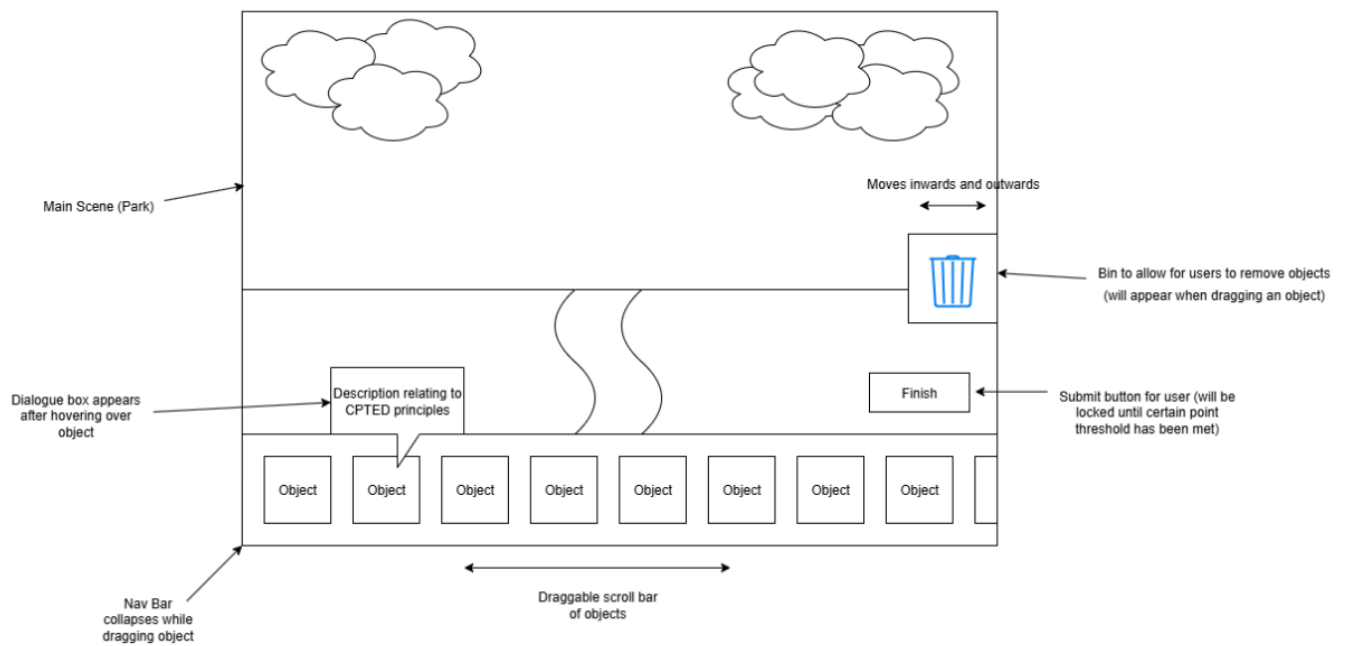 Moves inwards and outwards
Main Scene (Park)
Bin to allow for users to remove objects
(will appear when dragging an object)
Dialogue box appears
after hovering over
object
Description relating to
CPTED principles
Finish
Submit button for user (will be
locked until certain point
threshold has been met)
Object
Object
Object
Object
Object
Object
Object
Object
Nav Bar
collapses while
dragging object
Draggable scroll bar
of objects